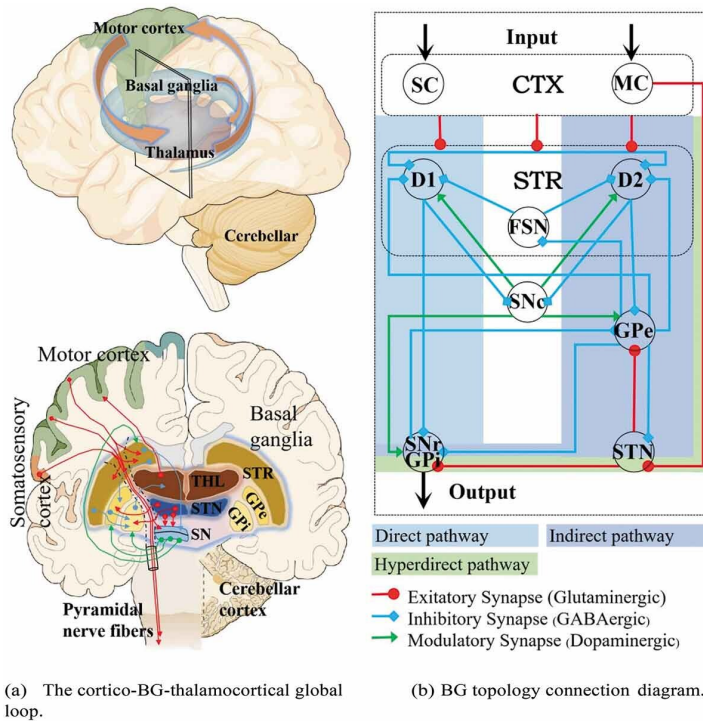 Motor cortex
Basal ganglia
Thalamus
Cerebellar
Motor cortex
Somatosensory
cortex
Basal
ganglia
THL
STR
STN
GPe
GPi
SN
Pyramidal
nerve fibers
Cerebellar
cortex
(a) The cortico-BG-thalamocortical global
loop.
Input
SC
CTX
MC
D1
STR
D2
FSN
SNc
GPe
SNr
GPi
STN
Output
Direct pathway
Indirect pathway
Hyperdirect pathway
Exitatory Synapse (Glutaminergic)
Inhibitory Synapse (GABAergic)
Modulatory Synapse (Dopaminergic)
(b) BG topology connection diagram.